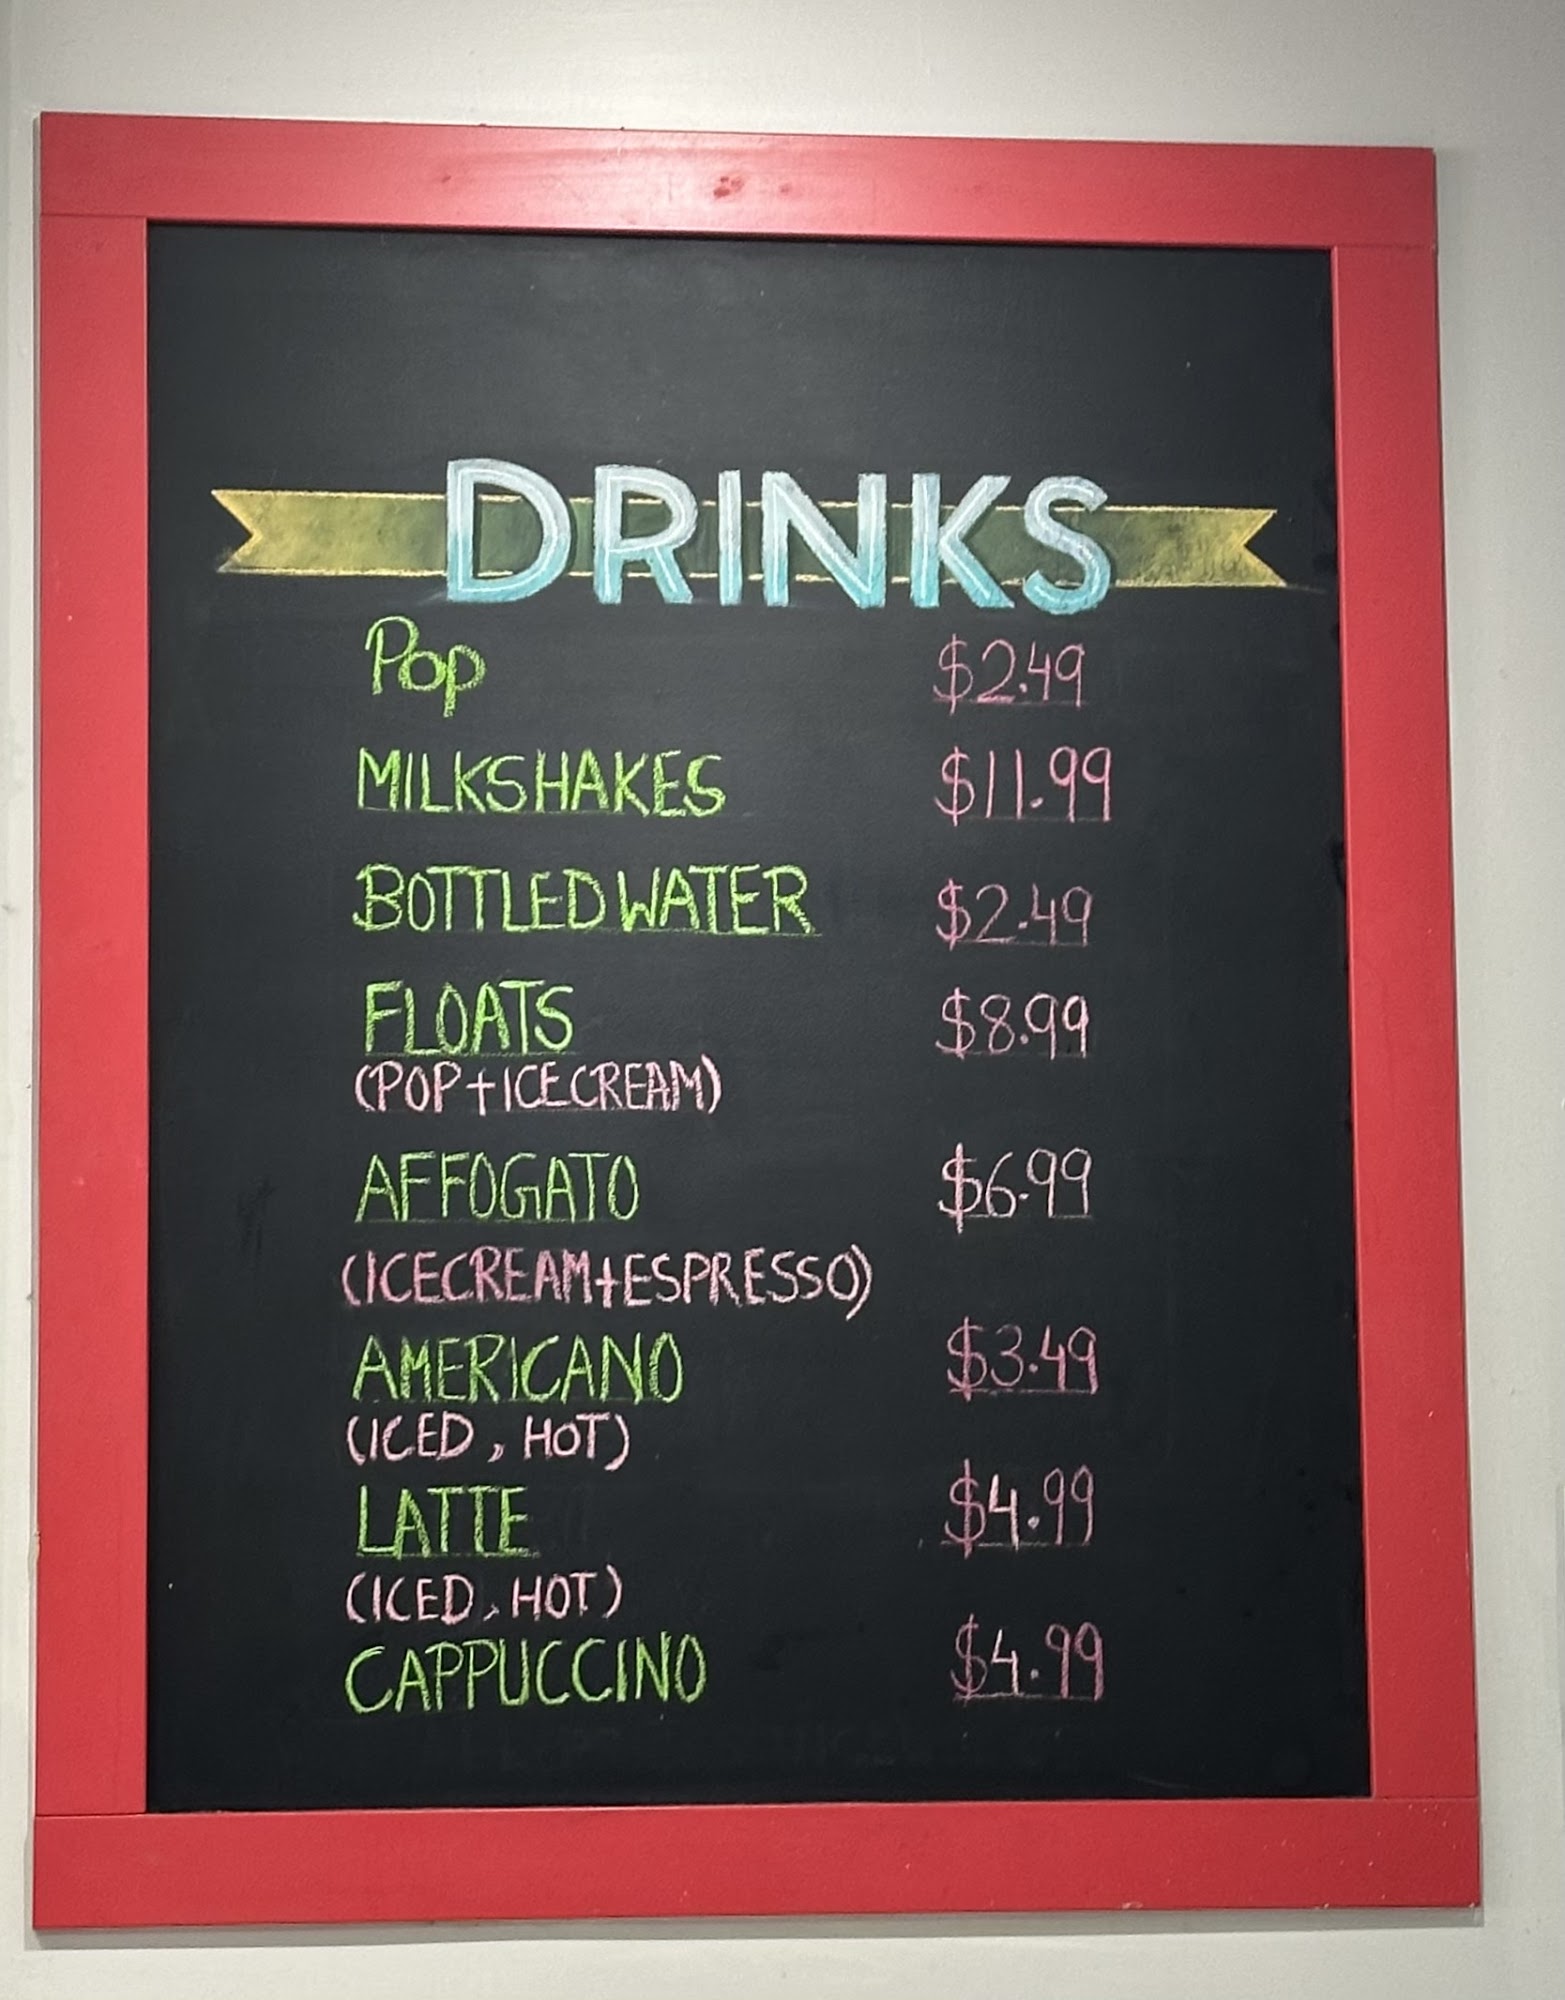 DRINKS
Pop $2.49
MILKSHAKES $11.99
BOTTLED WATER $2.49
FLOATS $8.99
(POP+ICECREAM)
AFFOGATO $6.99
(ICECREAM+ESPRESSO)
AMERICANO $3.49
(ICED, HOT)
LATTE $4.99
(ICED, HOT)
CAPPUCCINO $4.99